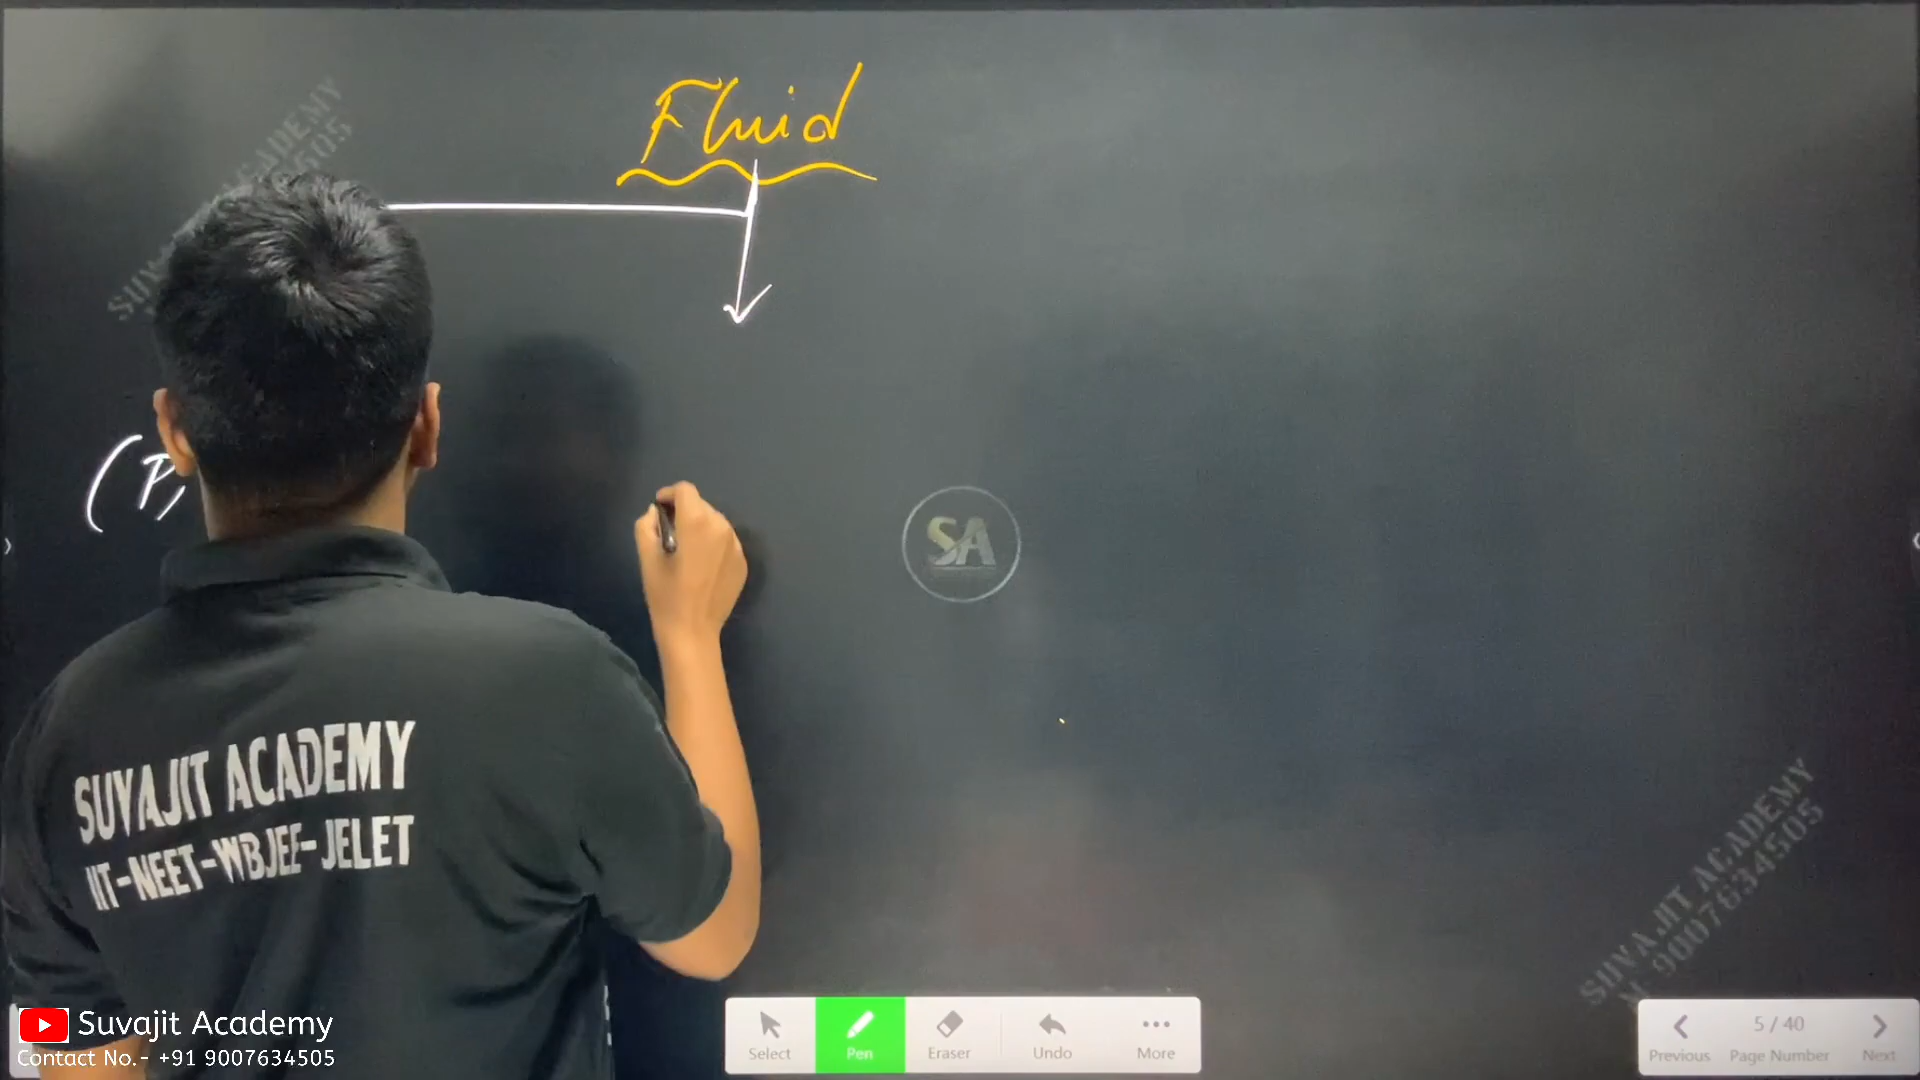 Fluid
(P,
SA
SUVAJIT ACADEMY
IIT-NEET-WBJEE-JELET
SUVAJIT ACADEMY
9007634505
Suvajit Academy
Contact No.- +91 9007634505
Select
Pen
Eraser
Undo
More
5 / 40
Previous
Page Number
Next